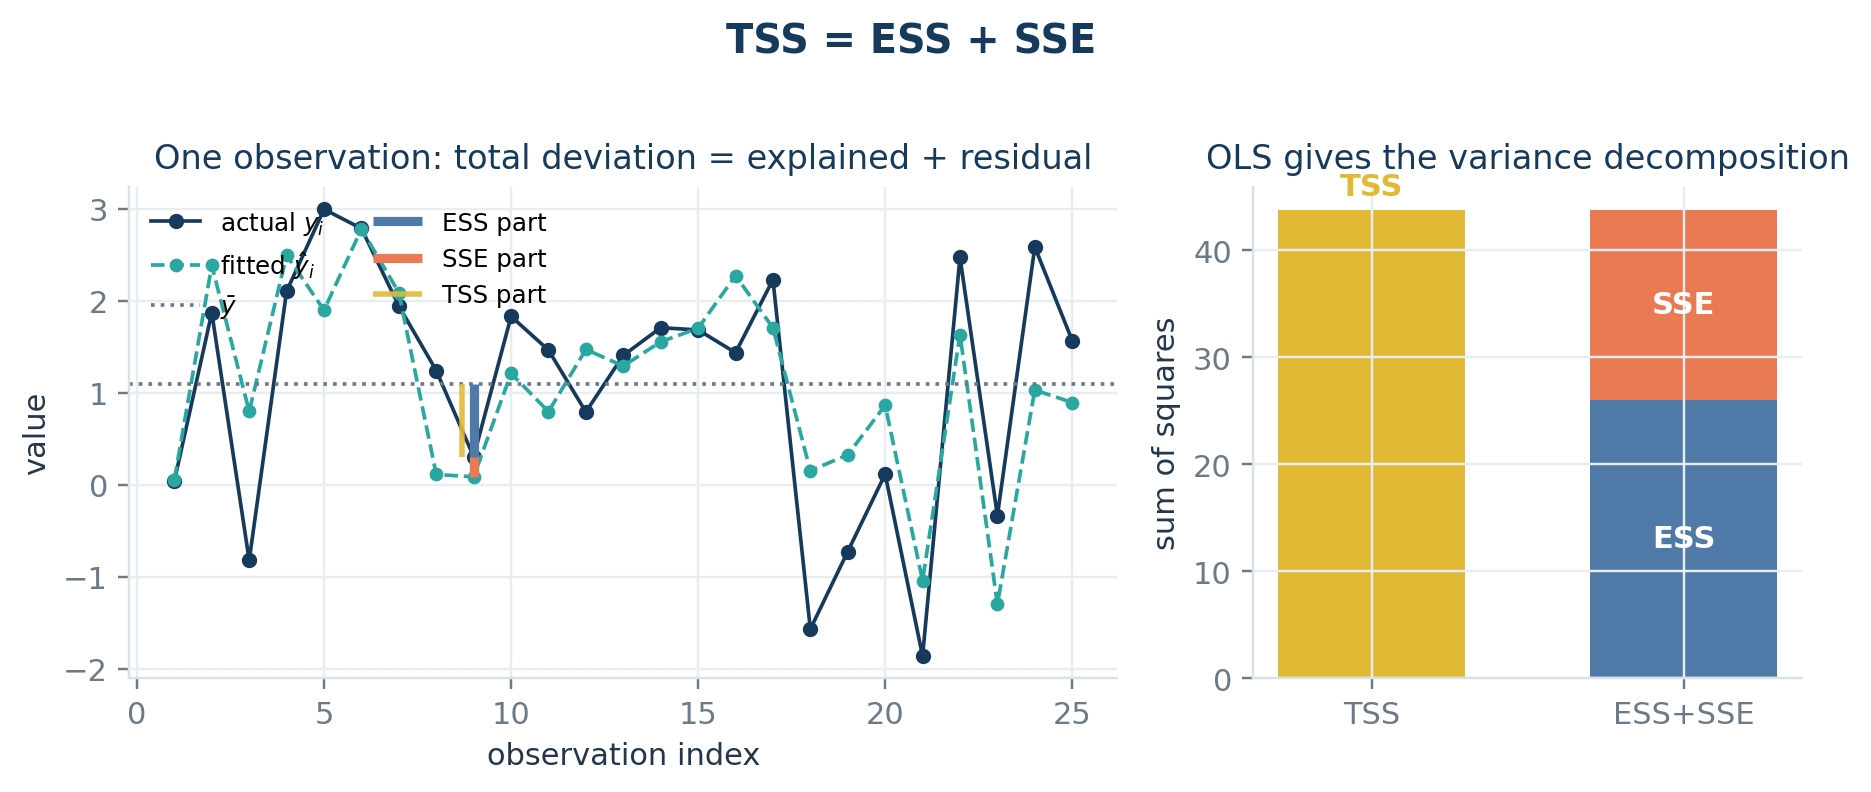 TSS = ESS + SSE
One observation: total deviation = explained + residual
actual yᵢ
fitted ŷᵢ
ȳ
ESS part
SSE part
TSS part
3
2
1
0
−1
−2
value
0
5
10
15
20
25
observation index
OLS gives the variance decomposition
TSS
SSE
ESS
40
30
20
10
0
sum of squares
TSS
ESS+SSE